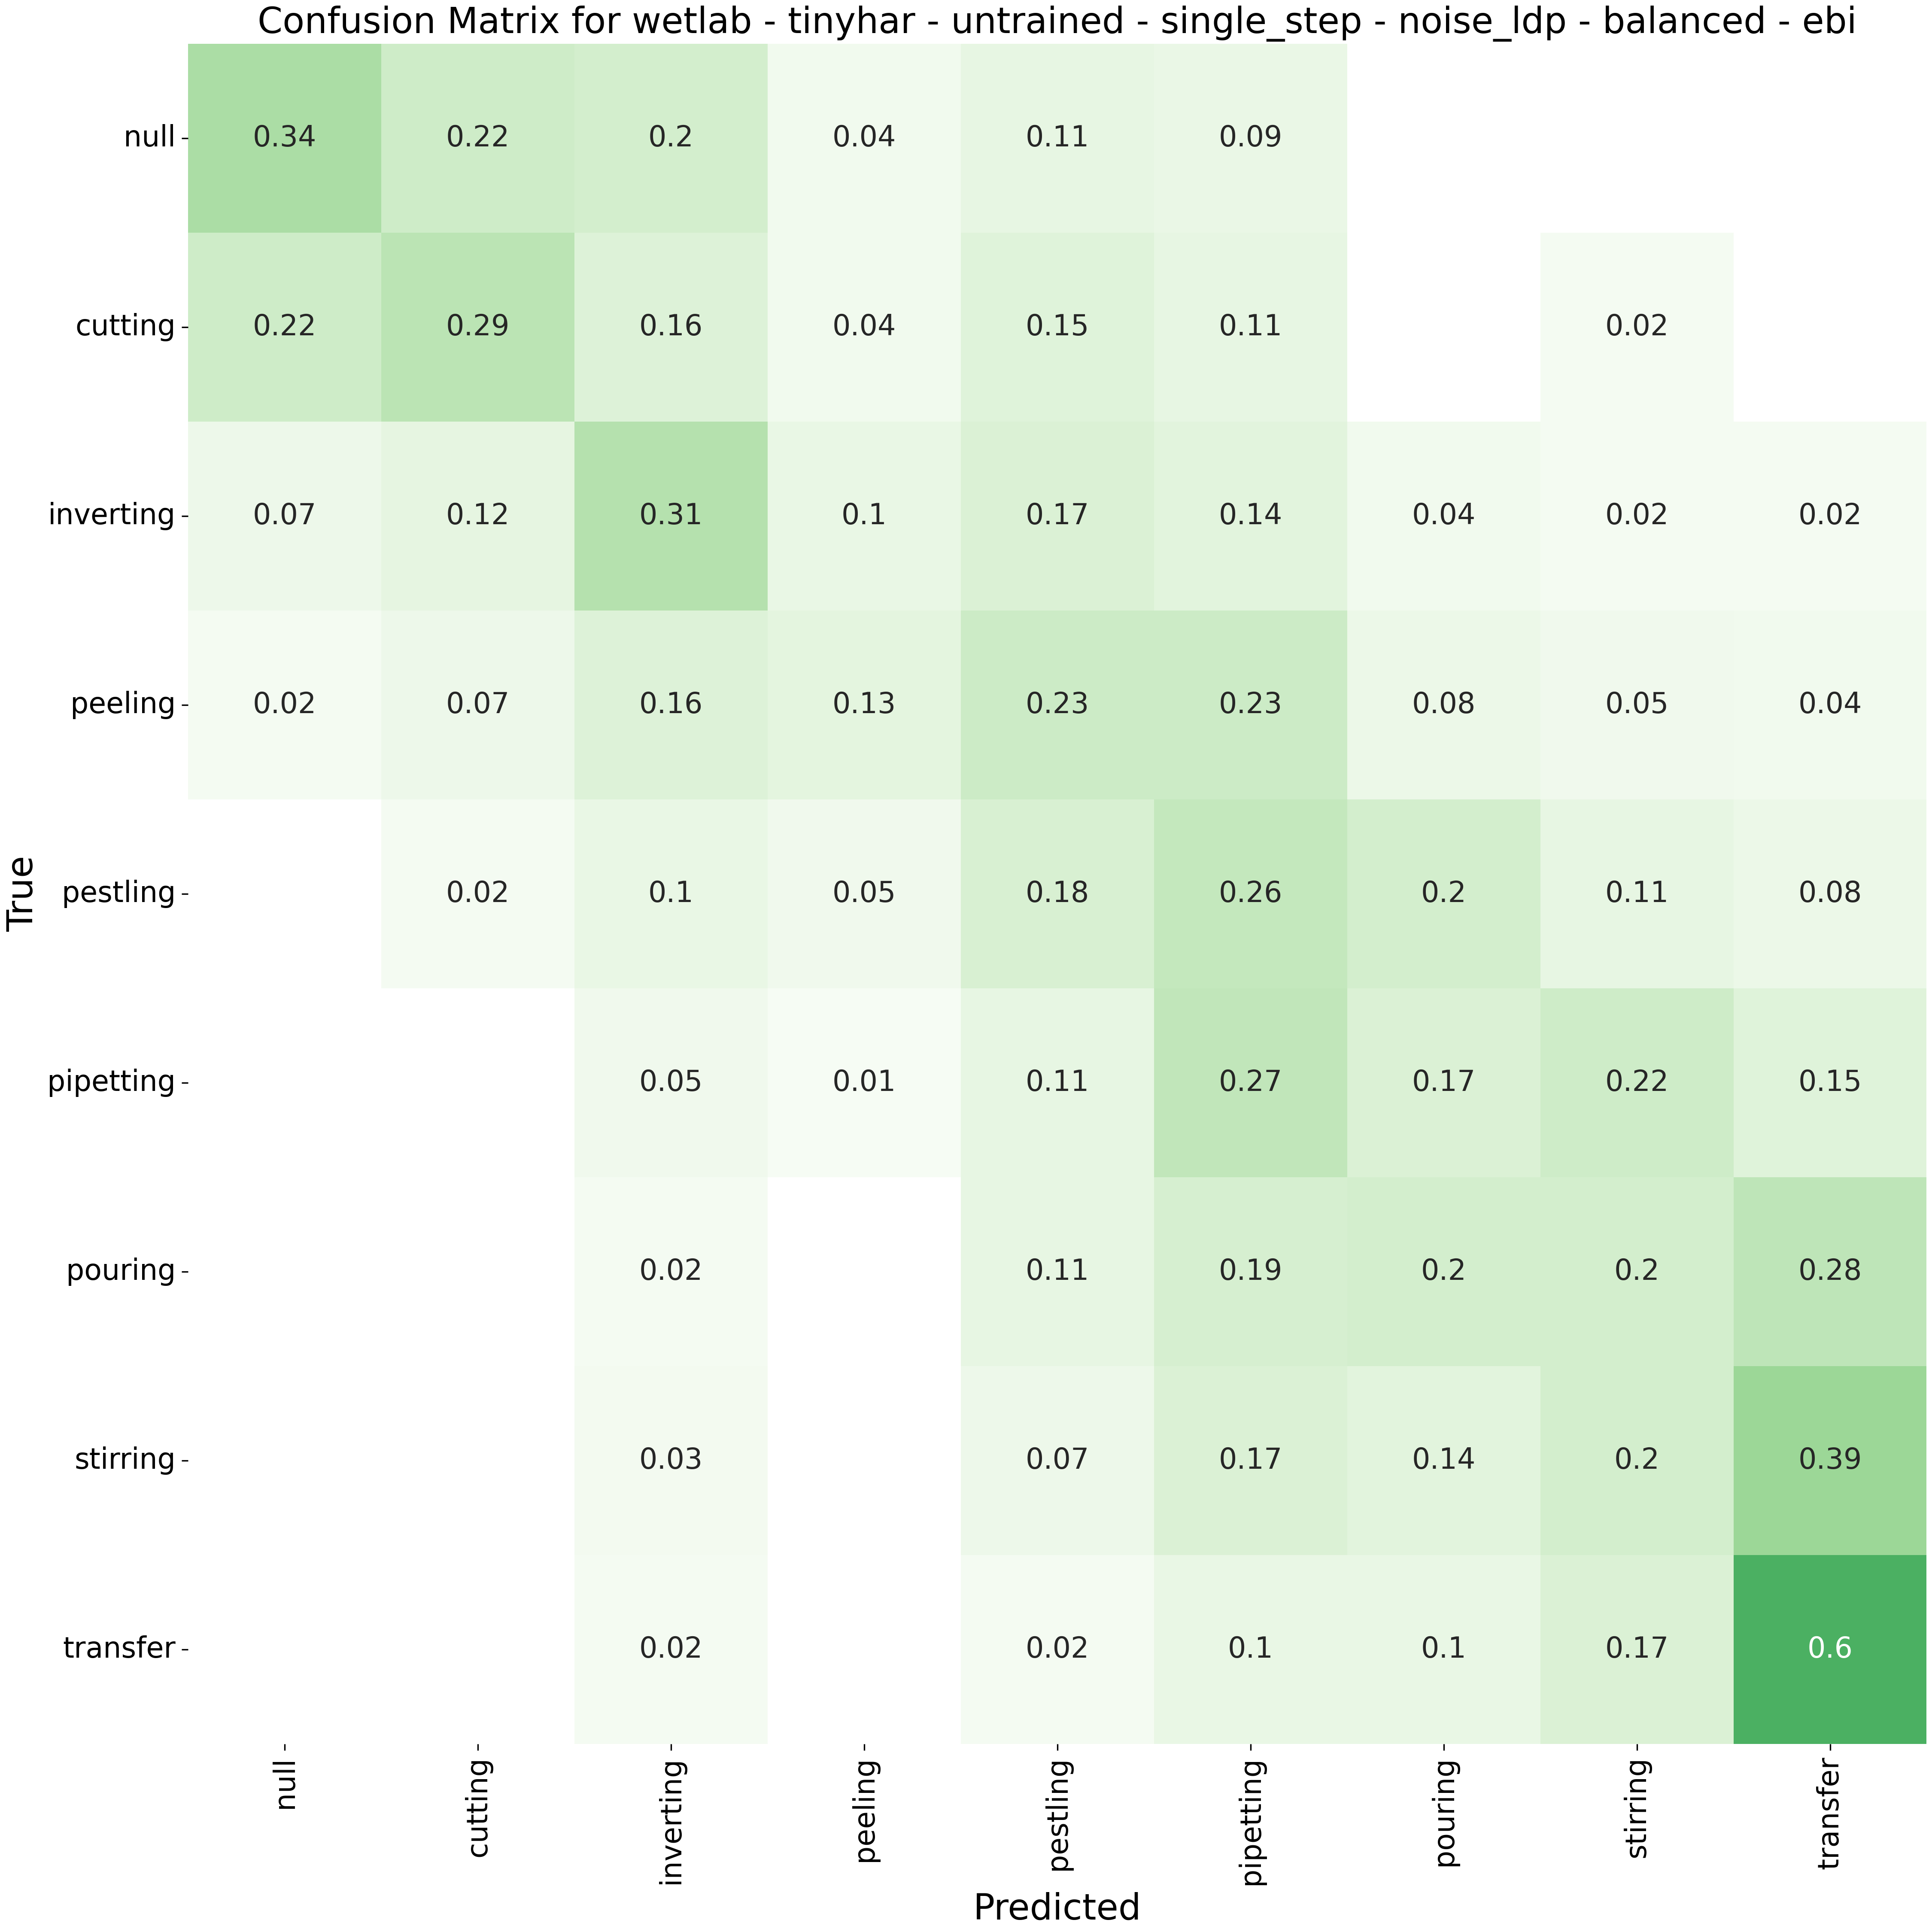 Confusion Matrix for wetlab - tinyhar - untrained - single_step - noise_ldp - balanced - ebi
null 0.34 0.22 0.2 0.04 0.11 0.09
cutting 0.22 0.29 0.16 0.04 0.15 0.11 0.02
inverting 0.07 0.12 0.31 0.1 0.17 0.14 0.04 0.02 0.02
peeling 0.02 0.07 0.16 0.13 0.23 0.23 0.08 0.05 0.04
pestling 0.02 0.1 0.05 0.18 0.26 0.2 0.11 0.08
pipetting 0.05 0.01 0.11 0.27 0.17 0.22 0.15
pouring 0.02 0.11 0.19 0.2 0.2 0.28
stirring 0.03 0.07 0.17 0.14 0.2 0.39
transfer 0.02 0.02 0.1 0.1 0.17 0.6
True
null cutting inverting peeling pestling pipetting pouring stirring transfer
Predicted